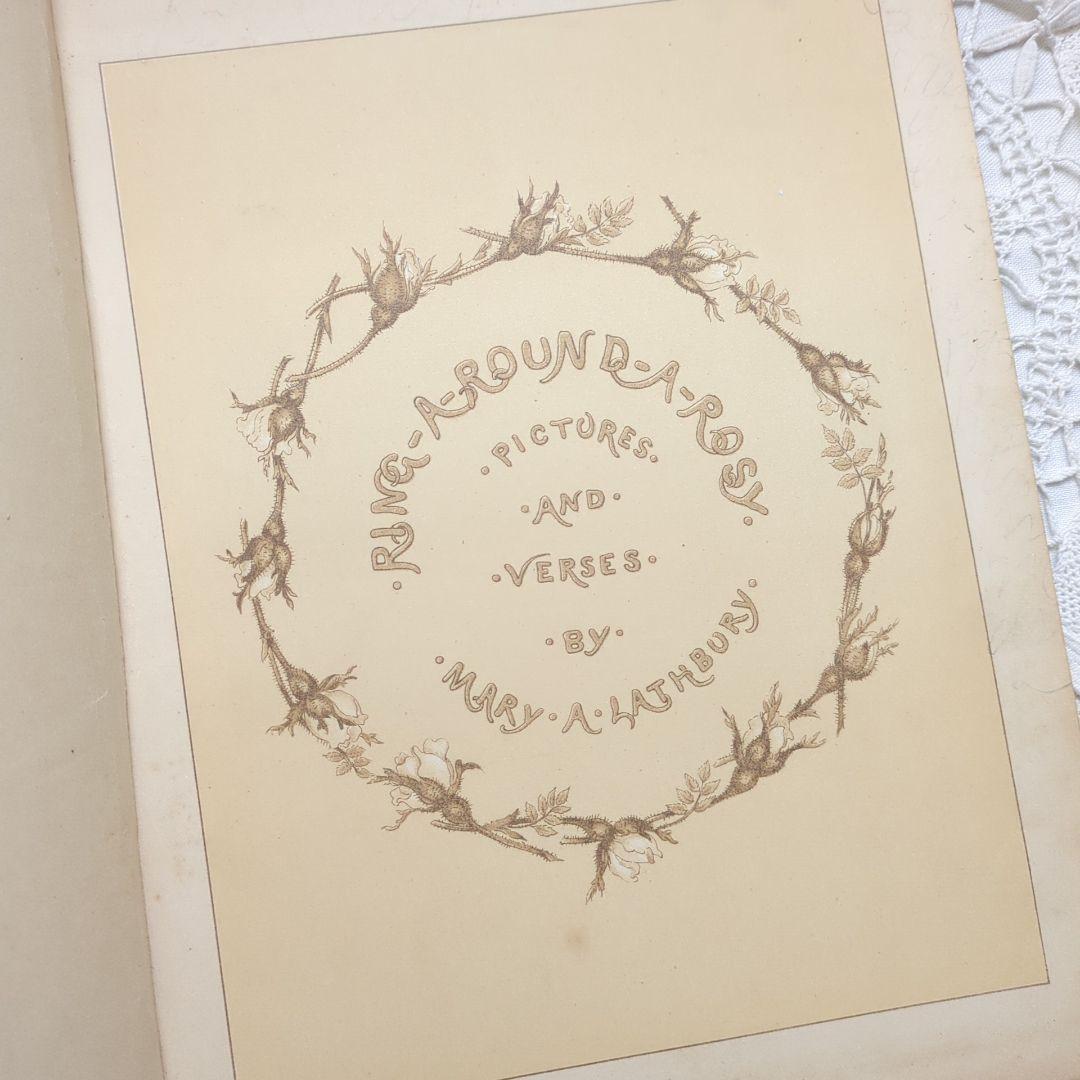 ·RING-A-ROUND-A-ROSY·
·PICTURES·
·AND·
·VERSES·
·BY·
·MARY·A·LATHBURY·